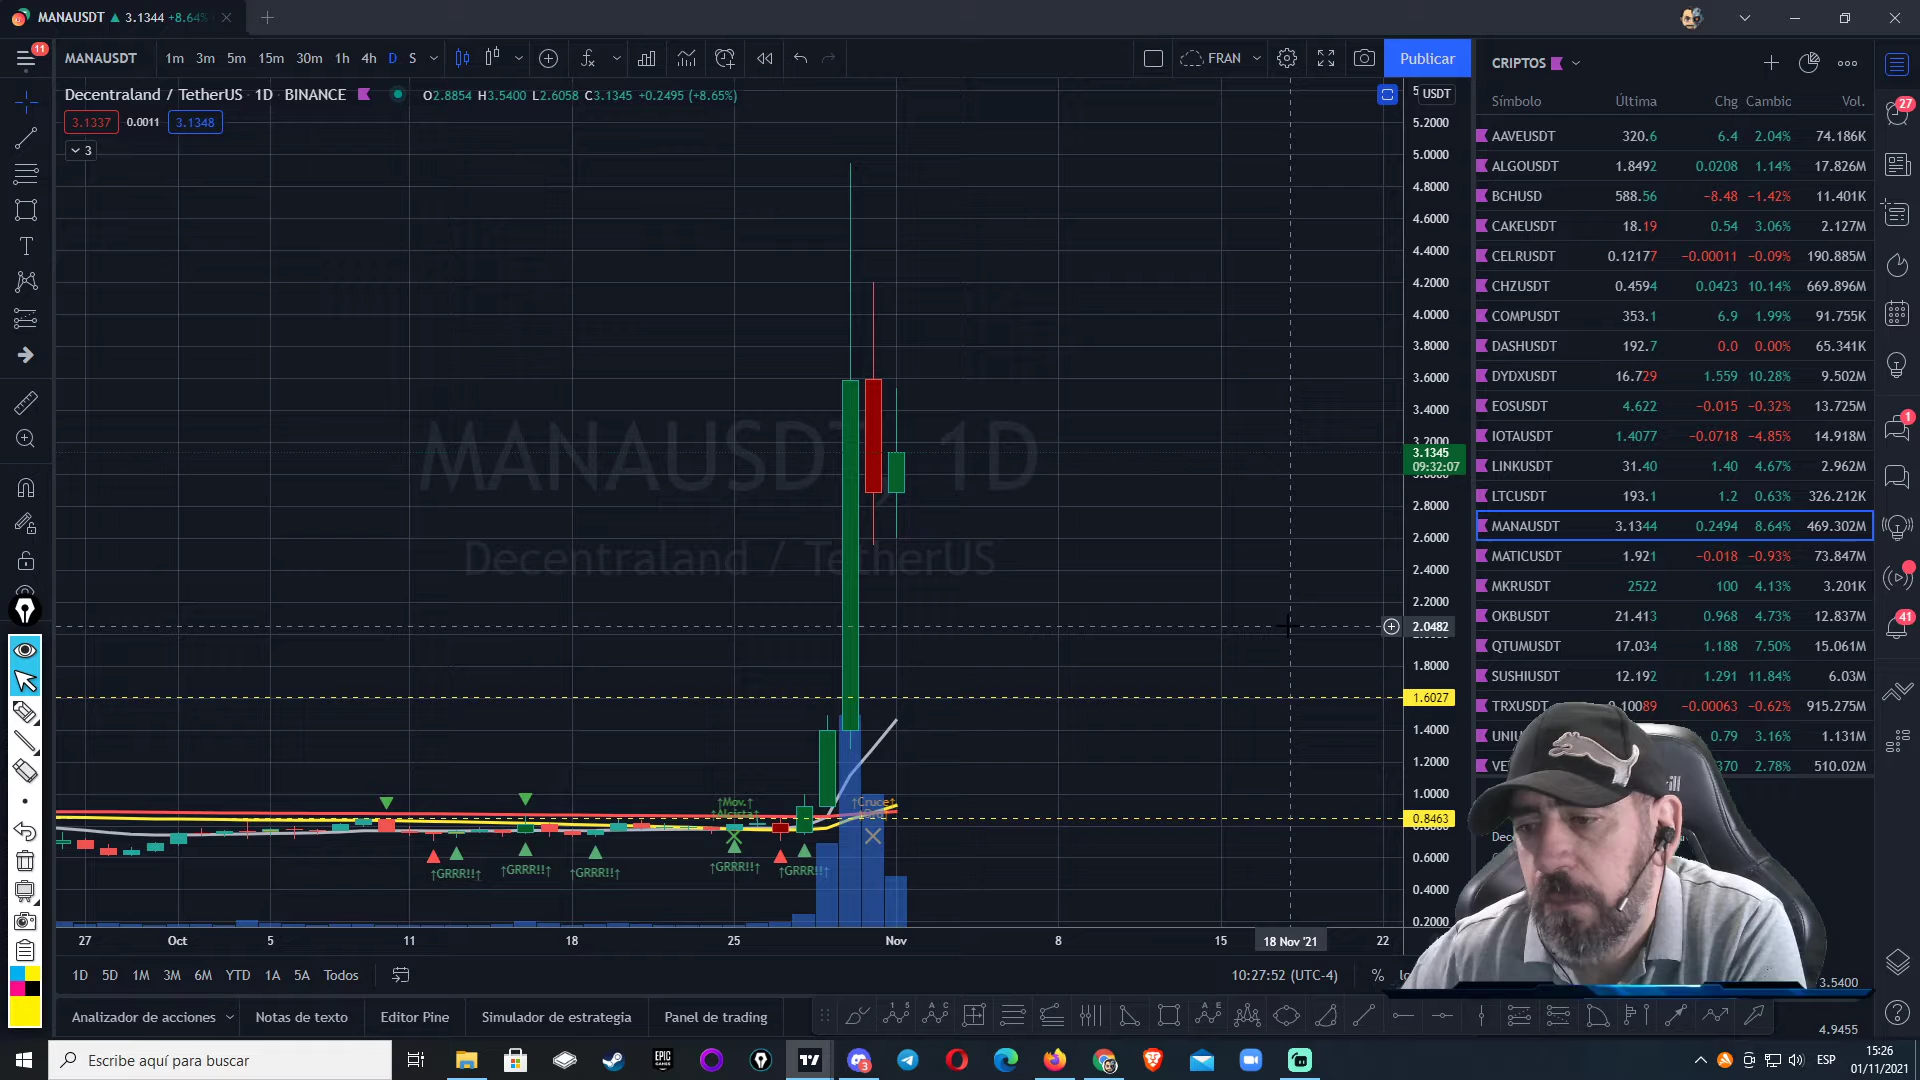 MANAUSDT ▲ 3.1344 +8.64%
11
MANAUSDT 1m 3m 5m 15m 30m 1h 4h D S
FRAN
Publicar
Decentraland / TetherUS · 1D · BINANCE
O2.8854 H3.5400 L2.6058 C3.1345 +0.2495 (+8.65%)
3.1337 0.0011 3.1348
3
MANAUSDT, 1D
Decentraland / TetherUS
USDT
5.2000
5.0000
4.8000
4.6000
4.4000
4.2000
4.0000
3.8000
3.6000
3.4000
3.2000
3.1345
09:32:07
2.8000
2.6000
2.4000
2.2000
2.0482
1.8000
1.6027
1.4000
1.2000
1.0000
0.8463
0.6000
0.4000
0.2000
↑Mov.↑
↑Alcista↑
↑Cruce↑
↑GRRR!!↑
↑GRRR!!↑
↑GRRR!!↑
↑GRRR!!↑
↑GRRR!!↑
27 Oct 5 11 18 25 Nov 8 15 18 Nov '21 22
1D 5D 1M 3M 6M YTD 1A 5A Todos
10:27:52 (UTC-4) %
Analizador de acciones Notas de texto Editor Pine Simulador de estrategia Panel de trading
CRIPTOS
Símbolo Última Chg Cambio Vol.
AAVEUSDT 320.6 6.4 2.04% 74.186K
ALGOUSDT 1.8492 0.0208 1.14% 17.826M
BCHUSD 588.56 −8.48 −1.42% 11.401K
CAKEUSDT 18.19 0.54 3.06% 2.127M
CELRUSDT 0.12177 −0.00011 −0.09% 190.885M
CHZUSDT 0.4594 0.0423 10.14% 669.896M
COMPUSDT 353.1 6.9 1.99% 91.755K
DASHUSDT 192.7 0.0 0.00% 65.341K
DYDXUSDT 16.729 1.559 10.28% 9.502M
EOSUSDT 4.622 −0.015 −0.32% 13.725M
IOTAUSDT 1.4077 −0.0718 −4.85% 14.918M
LINKUSDT 31.40 1.40 4.67% 2.962M
LTCUSDT 193.1 1.2 0.63% 326.212K
MANAUSDT 3.1344 0.2494 8.64% 469.302M
MATICUSDT 1.921 −0.018 −0.93% 73.847M
MKRUSDT 2522 100 4.13% 3.201K
OKBUSDT 21.413 0.968 4.73% 12.837M
QTUMUSDT 17.034 1.188 7.50% 15.061M
SUSHIUSDT 12.192 1.291 11.84% 6.03M
TRXUSDT 0.10089 −0.00063 −0.62% 915.275M
0.79 3.16% 1.131M
370 2.78% 510.02M
3.5400
4.9455
27
1
41
Escribe aquí para buscar
EPIC GAMES
3
ESP
15:26
01/11/2021